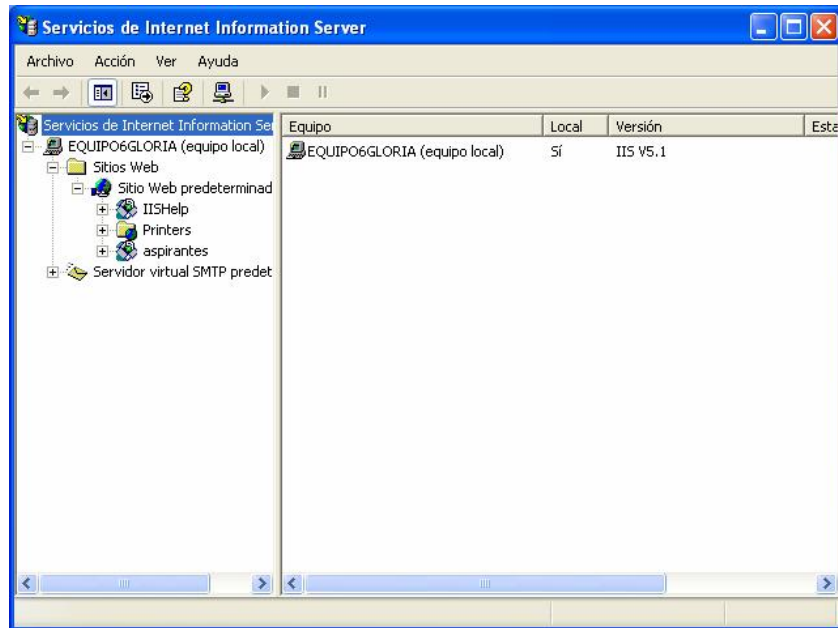 Servicios de Internet Information Server
Archivo Acción Ver Ayuda
Servicios de Internet Information Ser
EQUIPO6GLORIA (equipo local)
Sitios Web
Sitio Web predeterminad
IISHelp
Printers
aspirantes
Servidor virtual SMTP predet
Equipo Local Versión Esta
EQUIPO6GLORIA (equipo local) Sí IIS V5.1